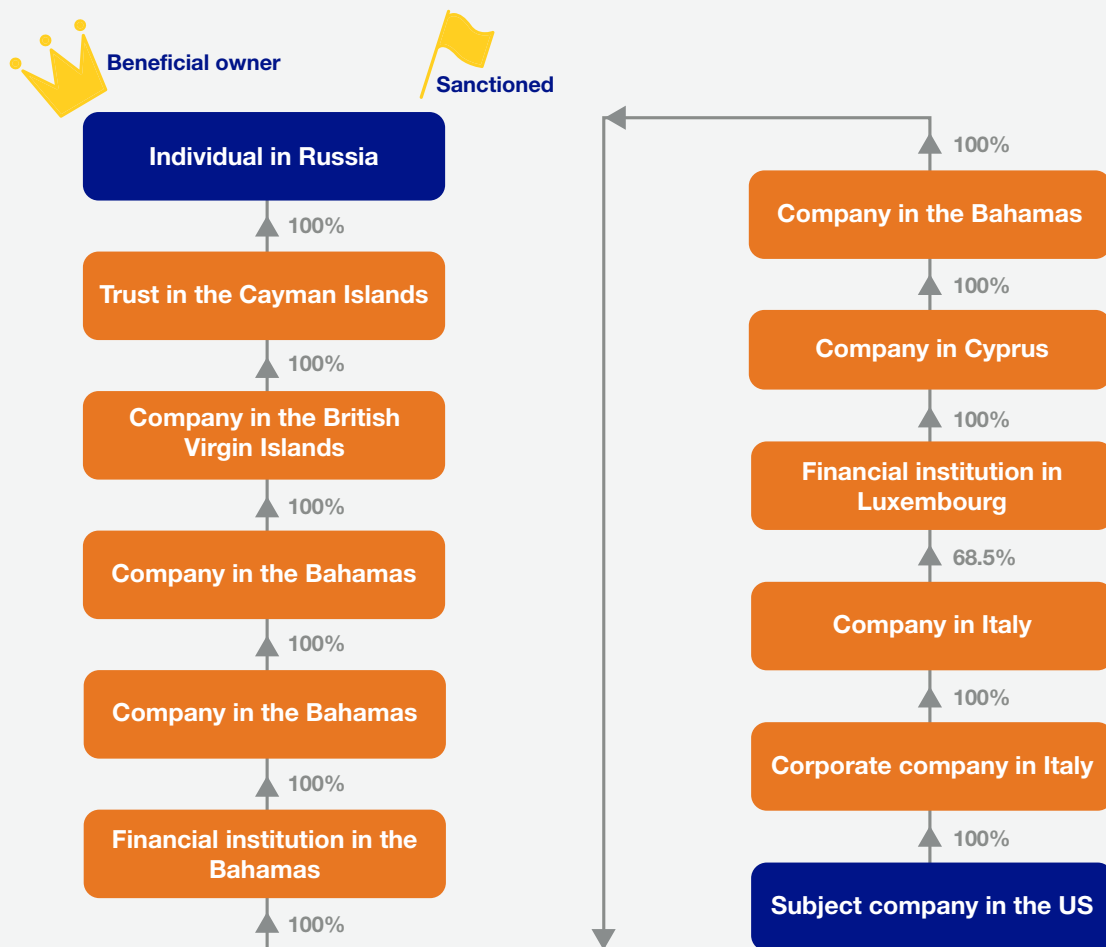 Beneficial owner
Sanctioned
Individual in Russia
100%
Trust in the Cayman Islands
100%
Company in the British
Virgin Islands
100%
Company in the Bahamas
100%
Company in the Bahamas
100%
Financial institution in the
Bahamas
100%
100%
Company in the Bahamas
100%
Company in Cyprus
100%
Financial institution in
Luxembourg
68.5%
Company in Italy
100%
Corporate company in Italy
100%
Subject company in the US